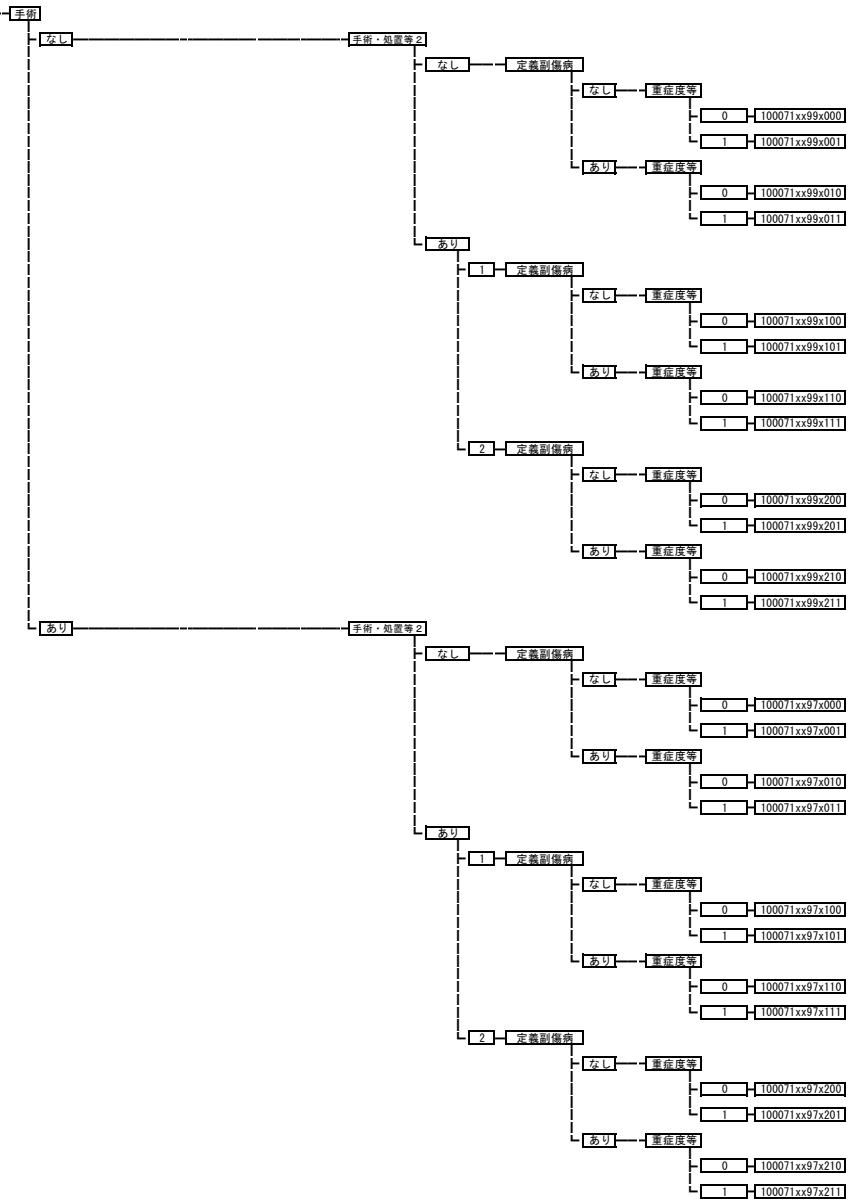 手術
なし 手術・処置等２
なし 定義副傷病
なし 重症度等
0 100071xx99x000
1 100071xx99x001
あり 重症度等
0 100071xx99x010
1 100071xx99x011
あり
1 定義副傷病
なし 重症度等
0 100071xx99x100
1 100071xx99x101
あり 重症度等
0 100071xx99x110
1 100071xx99x111
2 定義副傷病
なし 重症度等
0 100071xx99x200
1 100071xx99x201
あり 重症度等
0 100071xx99x210
1 100071xx99x211
あり 手術・処置等２
なし 定義副傷病
なし 重症度等
0 100071xx97x000
1 100071xx97x001
あり 重症度等
0 100071xx97x010
1 100071xx97x011
あり
1 定義副傷病
なし 重症度等
0 100071xx97x100
1 100071xx97x101
あり 重症度等
0 100071xx97x110
1 100071xx97x111
2 定義副傷病
なし 重症度等
0 100071xx97x200
1 100071xx97x201
あり 重症度等
0 100071xx97x210
1 100071xx97x211